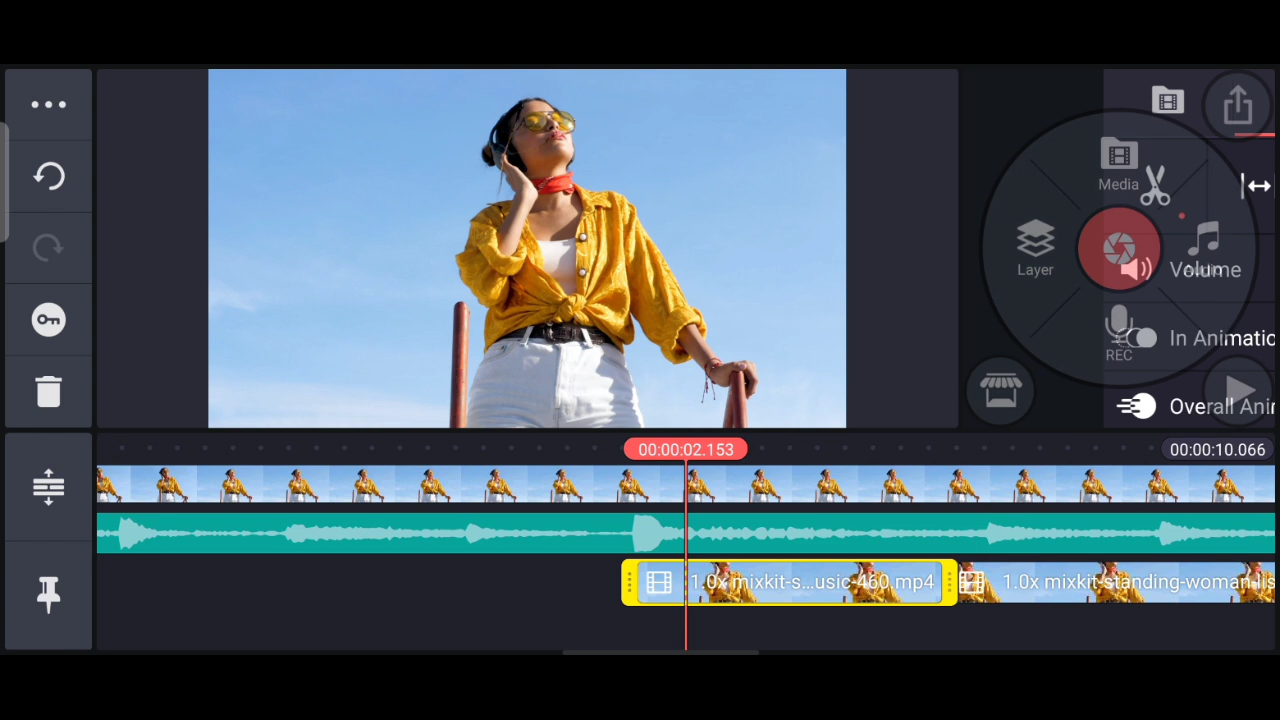 Media
Layer
Volume
REC
In Animatic
Overall Anir
00:00:02.153
00:00:10.066
1.0x mixkit-s...usic-460.mp4
1.0x mixkit-standing-woman-lis